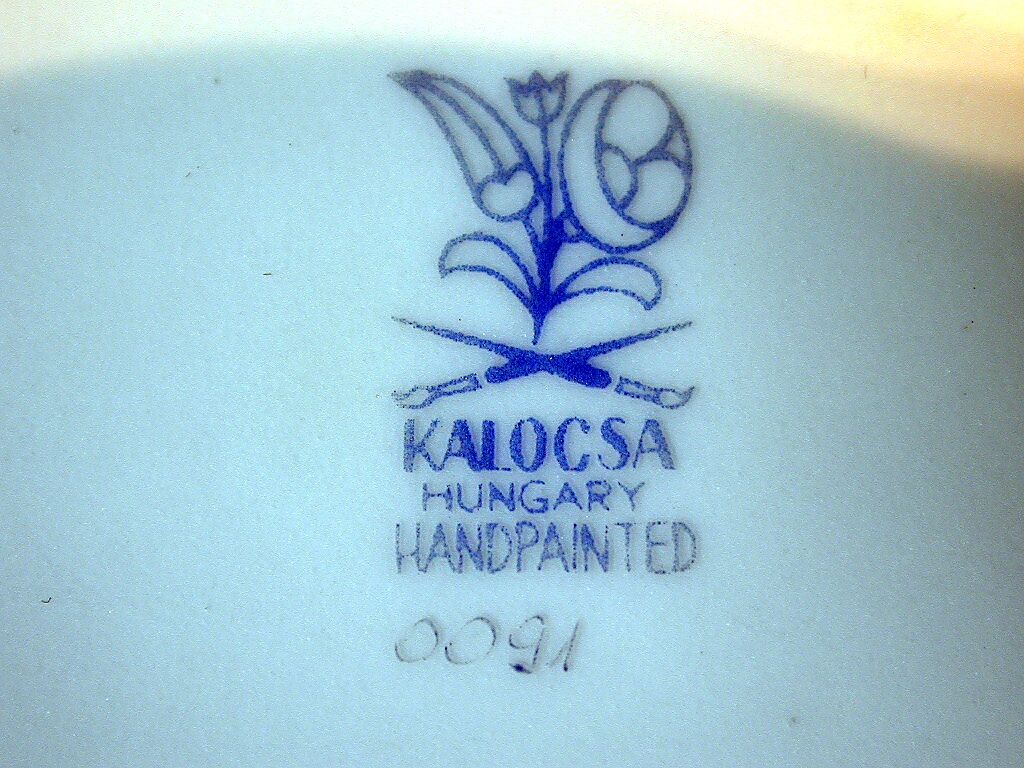 KALOCSA
HUNGARY
HANDPAINTED
0091